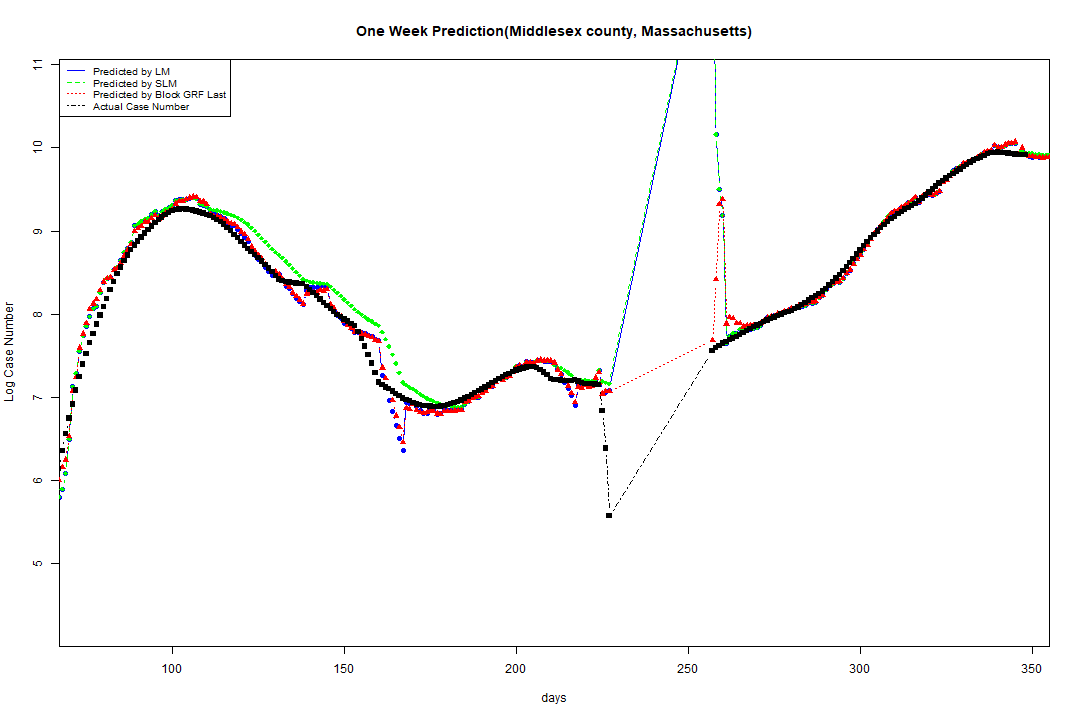 One Week Prediction(Middlesex county, Massachusetts)
Predicted by LM
Predicted by SLM
Predicted by Block GRF Last
Actual Case Number
Log Case Number
11
10
9
8
7
6
5
100 150 200 250 300 350
days